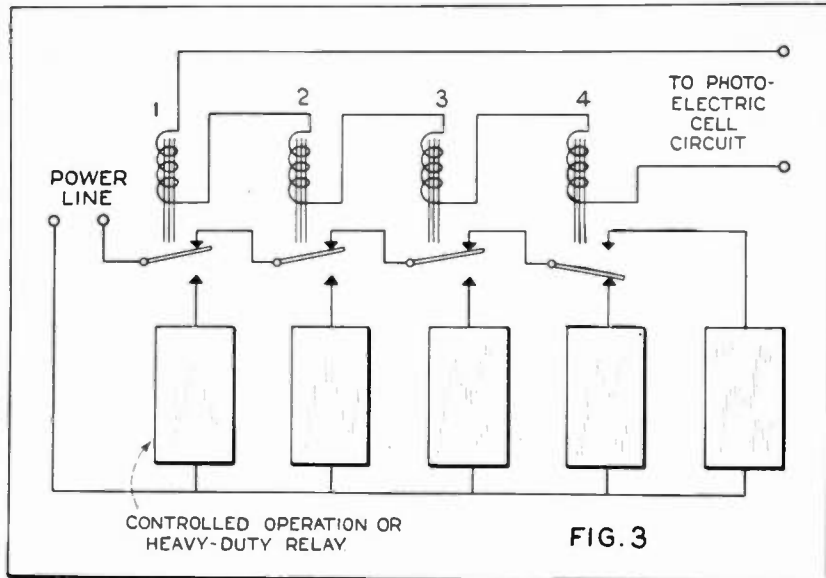 1
2
3
4
TO PHOTO-
ELECTRIC
CELL
CIRCUIT
POWER
LINE
CONTROLLED OPERATION OR
HEAVY-DUTY RELAY
FIG. 3